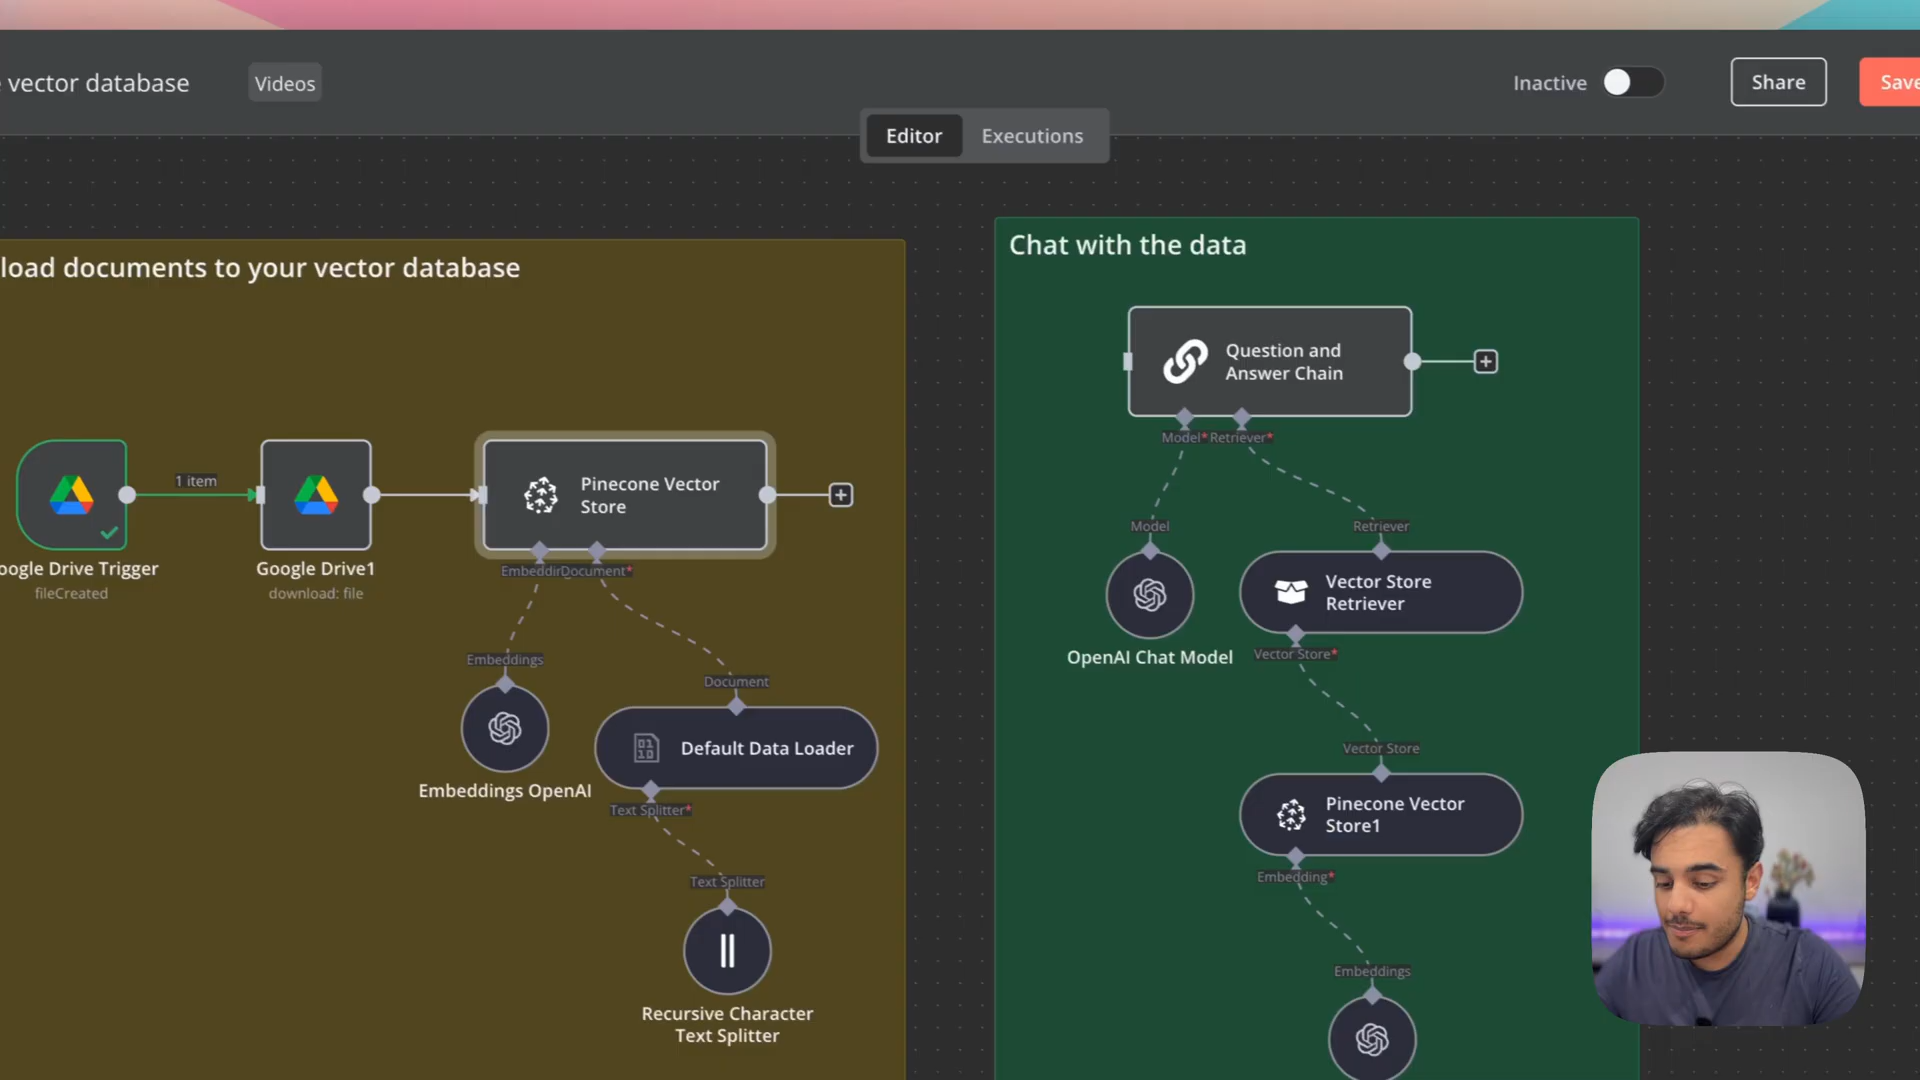 vector database
Videos
Inactive
Share
Save
Editor
Executions
load documents to your vector database
Chat with the data
Question and
Answer Chain
Model*
Retriever*
1 item
Pinecone Vector
Store
oogle Drive Trigger
fileCreated
Google Drive1
download: file
Embeddin
Document*
Model
Retriever
OpenAI Chat Model
Vector Store
Retriever
Vector Store*
Embeddings
Document
Embeddings OpenAI
Default Data Loader
Text Splitter*
Vector Store
Pinecone Vector
Store1
Embedding*
Text Splitter
Recursive Character
Text Splitter
Embeddings